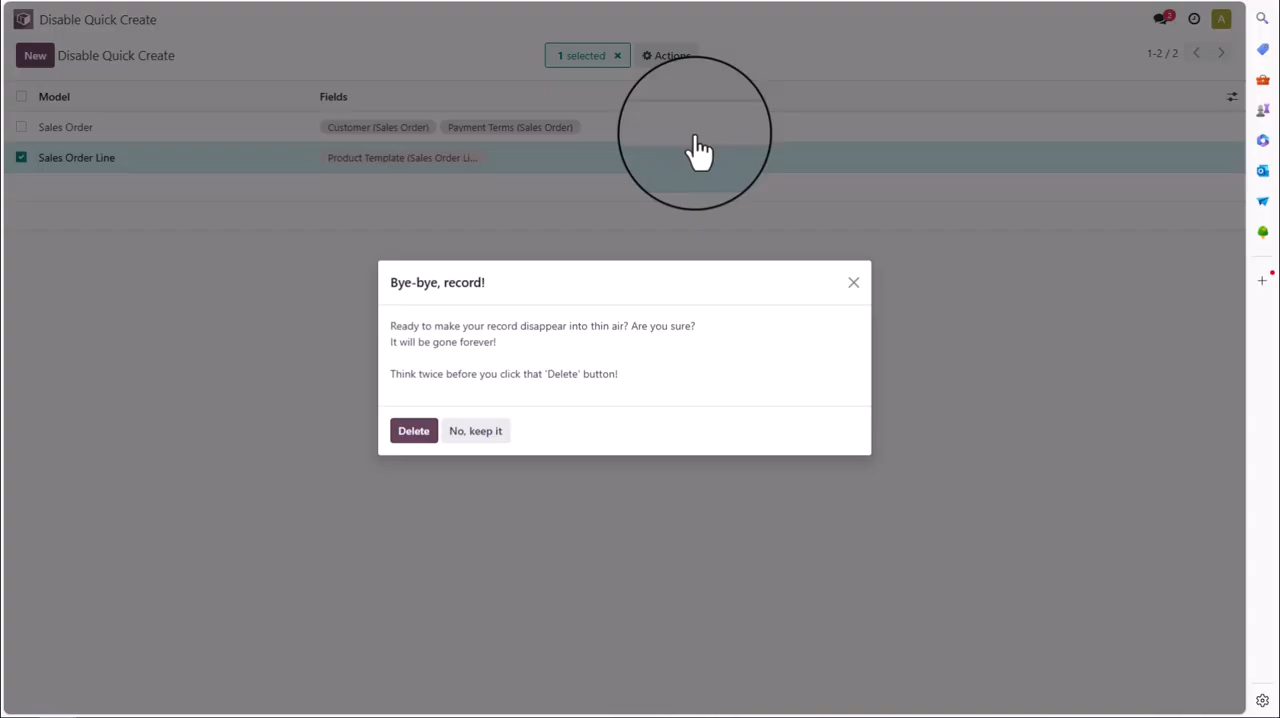 Disable Quick Create
2
A
New
Disable Quick Create
1 selected ×
Actions
1-2 / 2
Model
Fields
Sales Order
Customer (Sales Order)
Payment Terms (Sales Order)
Sales Order Line
Product Template (Sales Order Li...
Bye-bye, record!
Ready to make your record disappear into thin air? Are you sure?
It will be gone forever!
Think twice before you click that 'Delete' button!
Delete
No, keep it